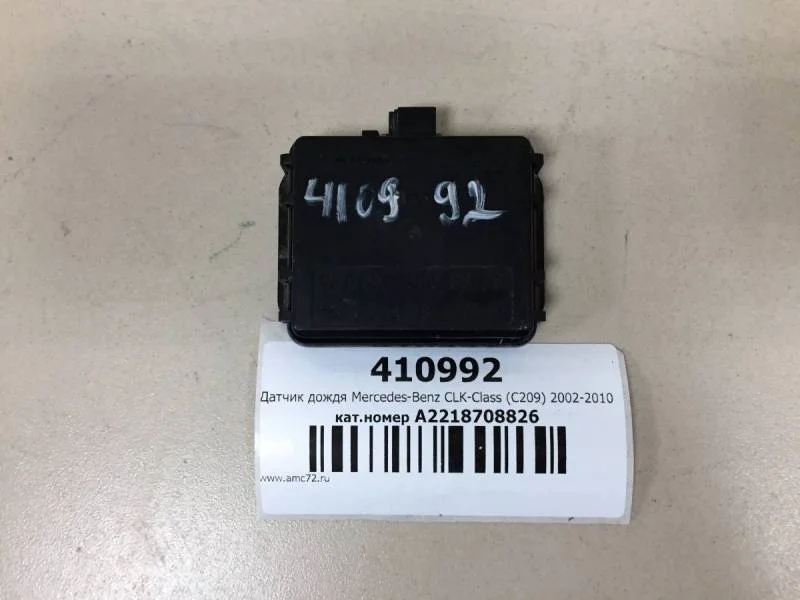 4109 92
410992
Датчик дождя Mercedes-Benz CLK-Class (C209) 2002-2010
кат.номер A2218708826
www.amc72.ru